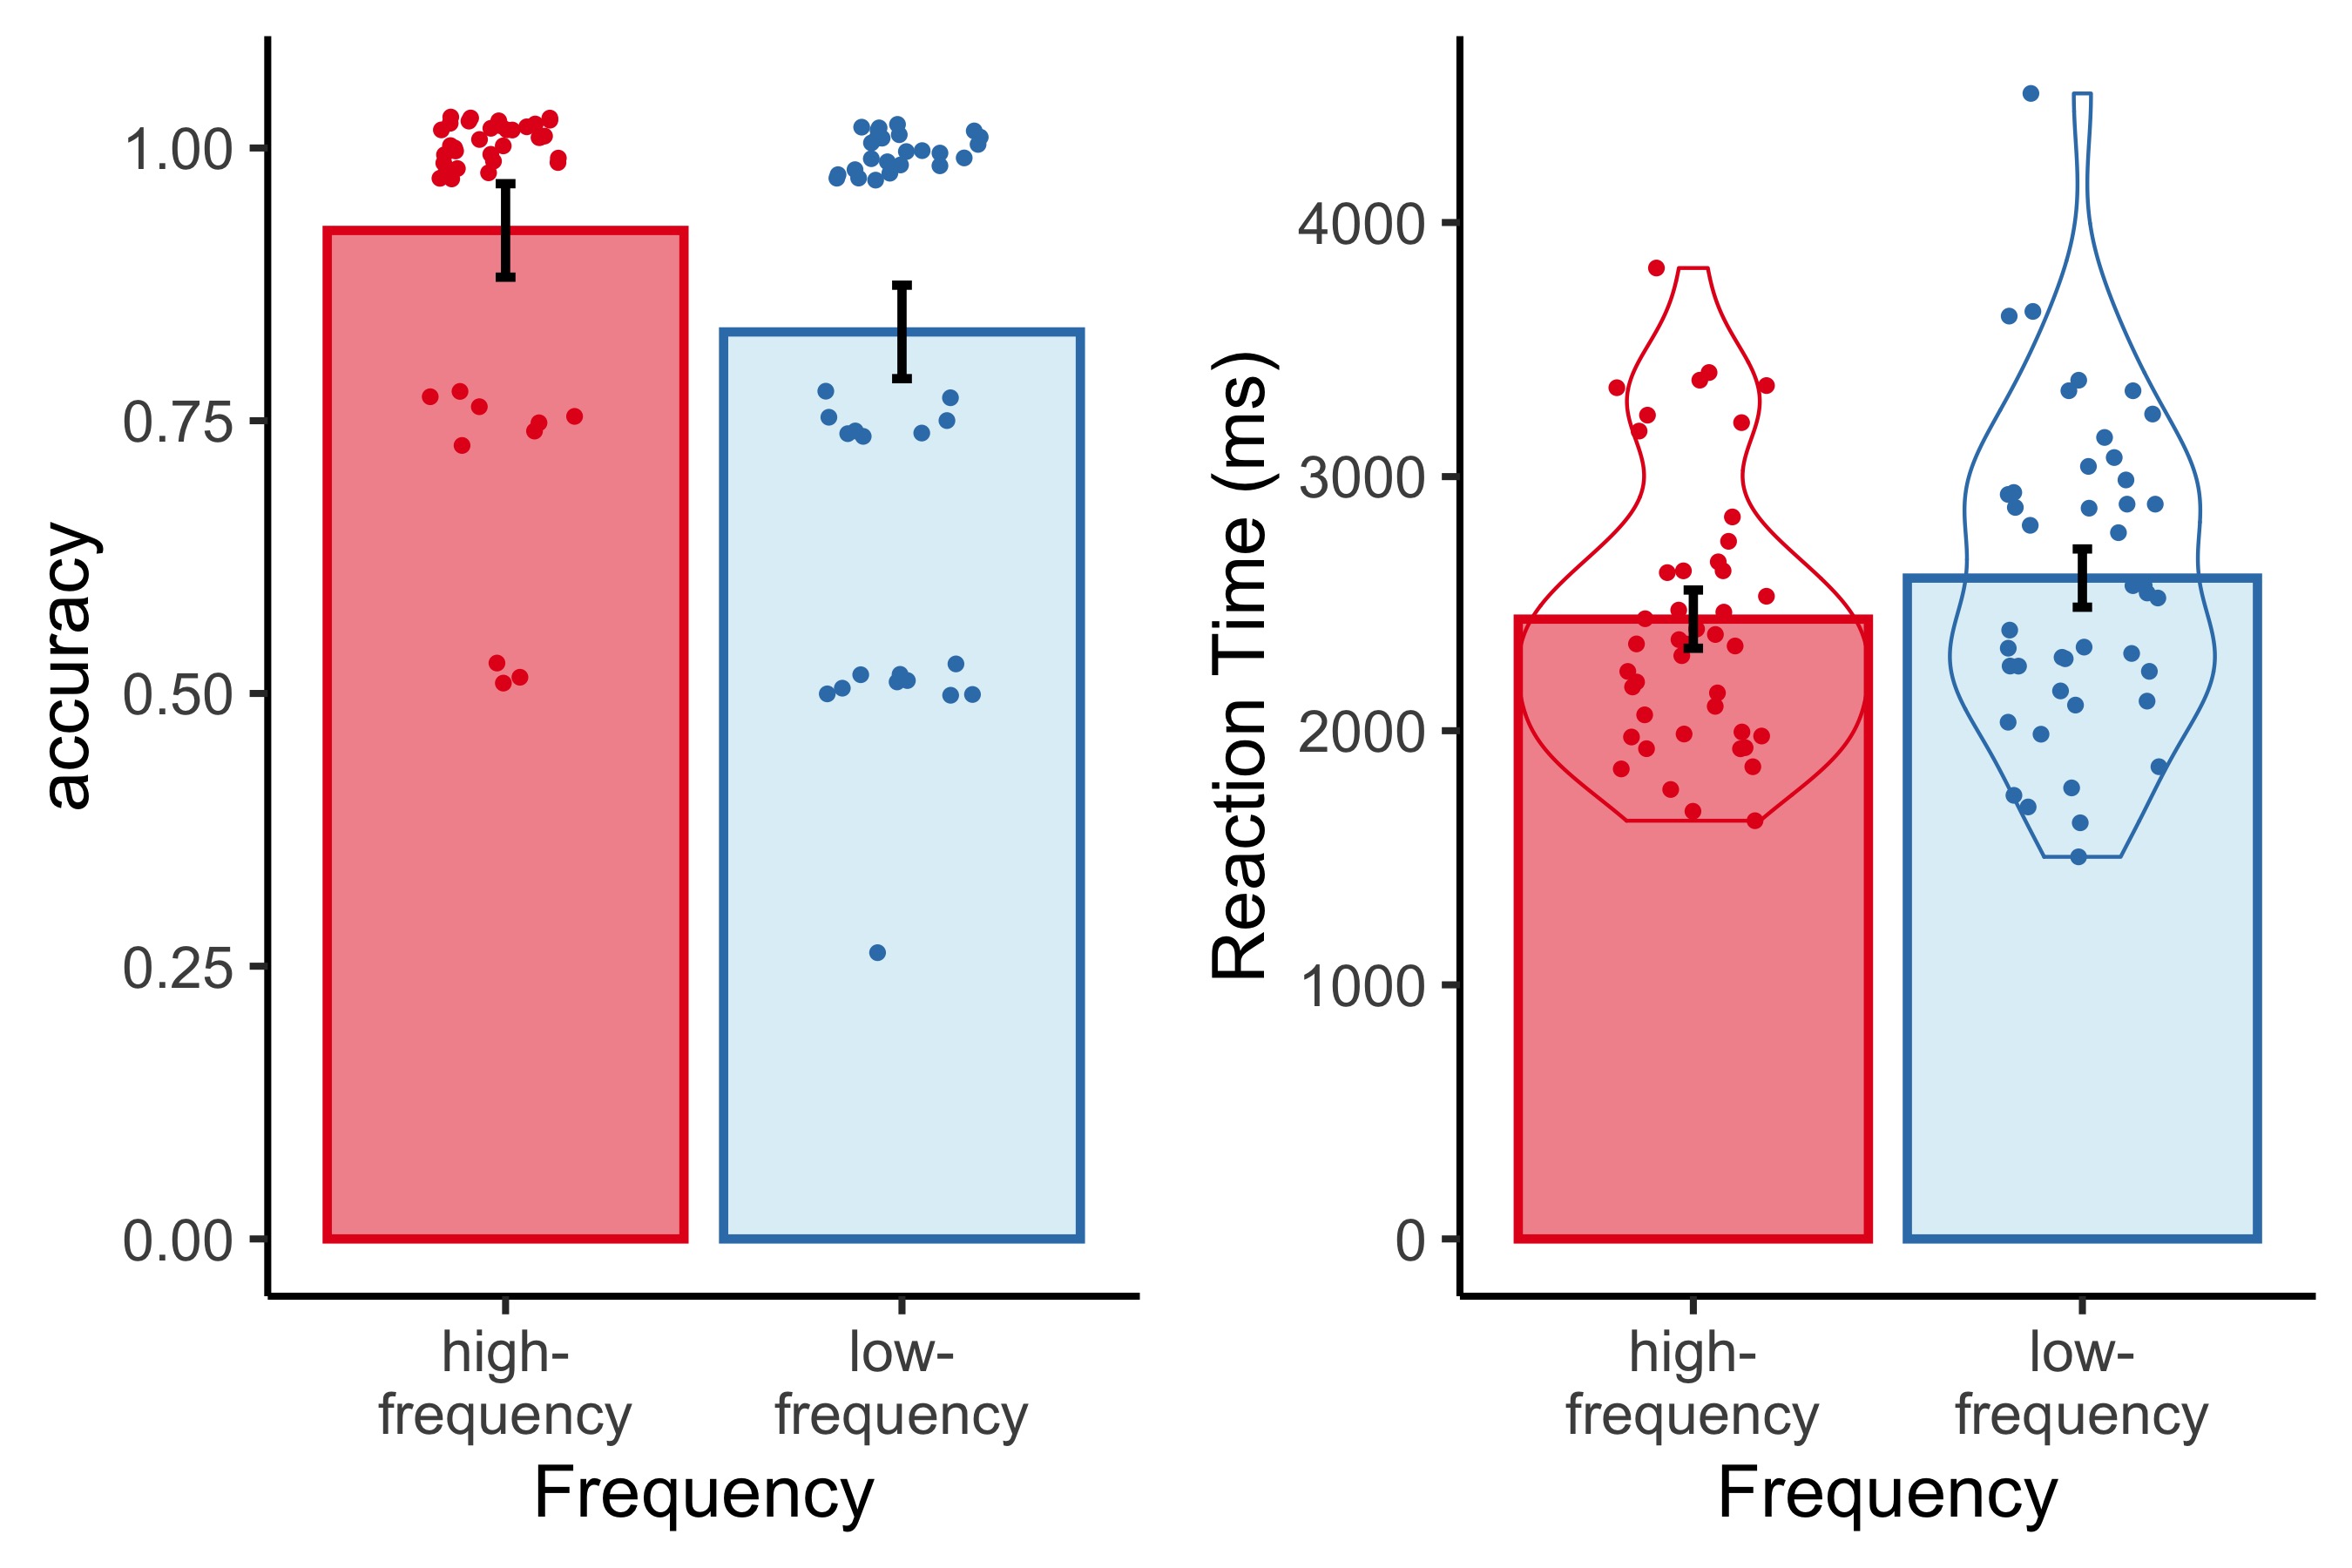 accuracy
1.00
0.75
0.50
0.25
0.00
high-
frequency
low-
frequency
Frequency
Reaction Time (ms)
4000
3000
2000
1000
0
high-
frequency
low-
frequency
Frequency